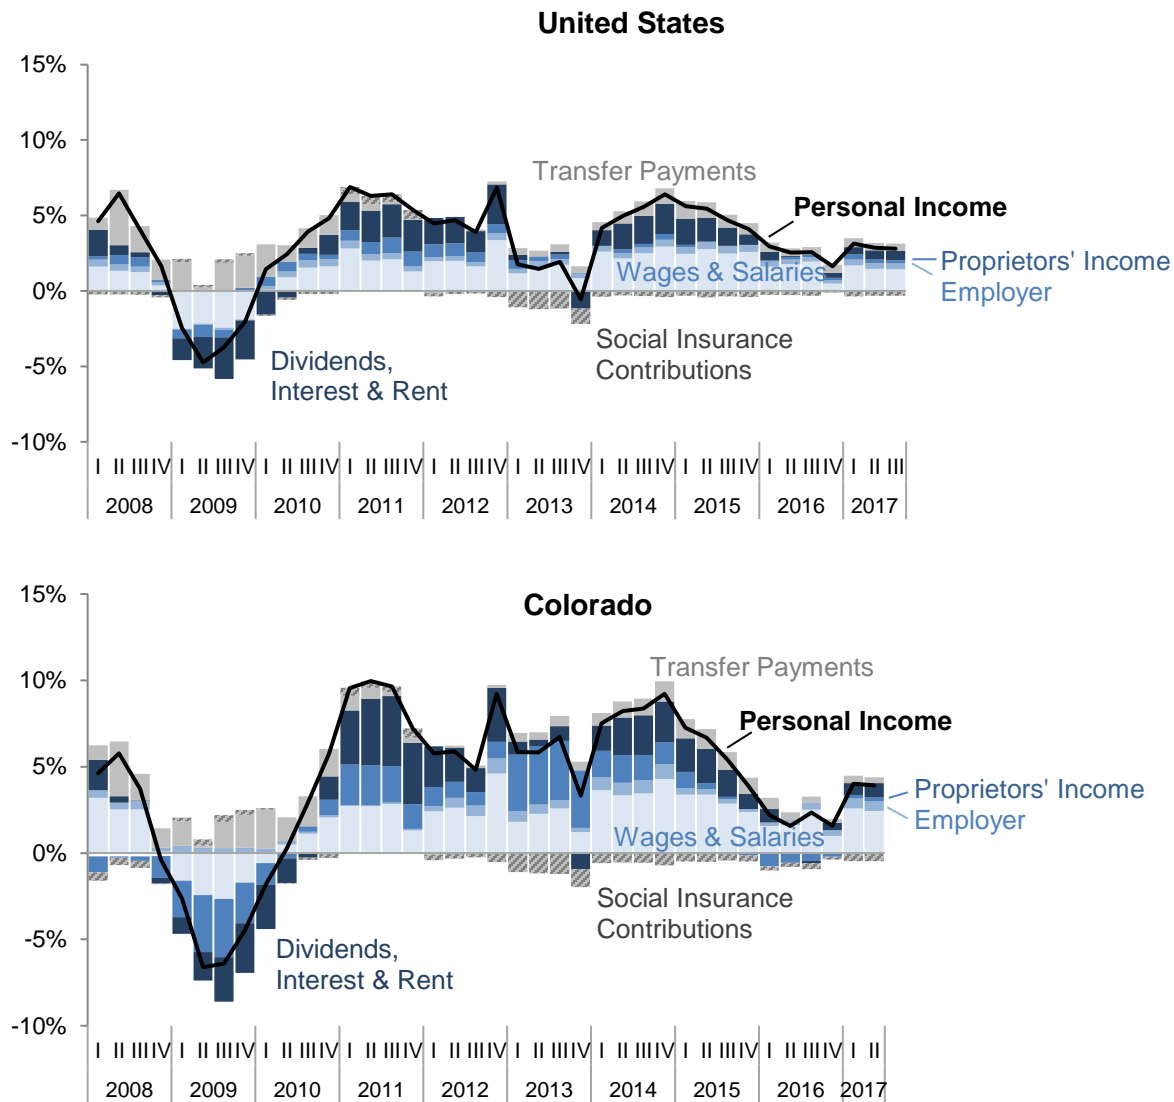 United States
15%
10%
5%
0%
-5%
-10%
Transfer Payments
Personal Income
Wages & Salaries
Proprietors' Income
Employer
Social Insurance
Contributions
Dividends,
Interest & Rent
I II III IV I II III IV I II III IV I II III IV I II III IV I II III IV I II III IV I II III IV I II III IV I II III
2008 2009 2010 2011 2012 2013 2014 2015 2016 2017
Colorado
15%
10%
5%
0%
-5%
-10%
Transfer Payments
Personal Income
Proprietors' Income
Employer
Wages & Salaries
Social Insurance
Contributions
Dividends,
Interest & Rent
I II III IV I II III IV I II III IV I II III IV I II III IV I II III IV I II III IV I II III IV I II III IV I II
2008 2009 2010 2011 2012 2013 2014 2015 2016 2017